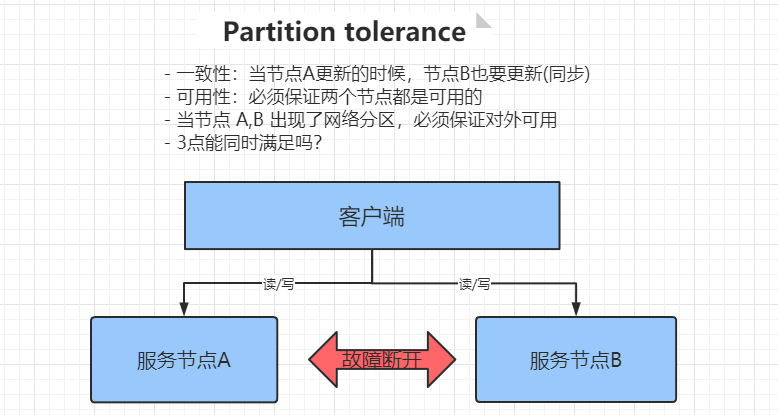 Partition tolerance
- 一致性：当节点A更新的时候，节点B也要更新(同步)
- 可用性：必须保证两个节点都是可用的
- 当节点 A,B 出现了网络分区，必须保证对外可用
- 3点能同时满足吗？
客户端
读/写
读/写
服务节点A
故障断开
服务节点B